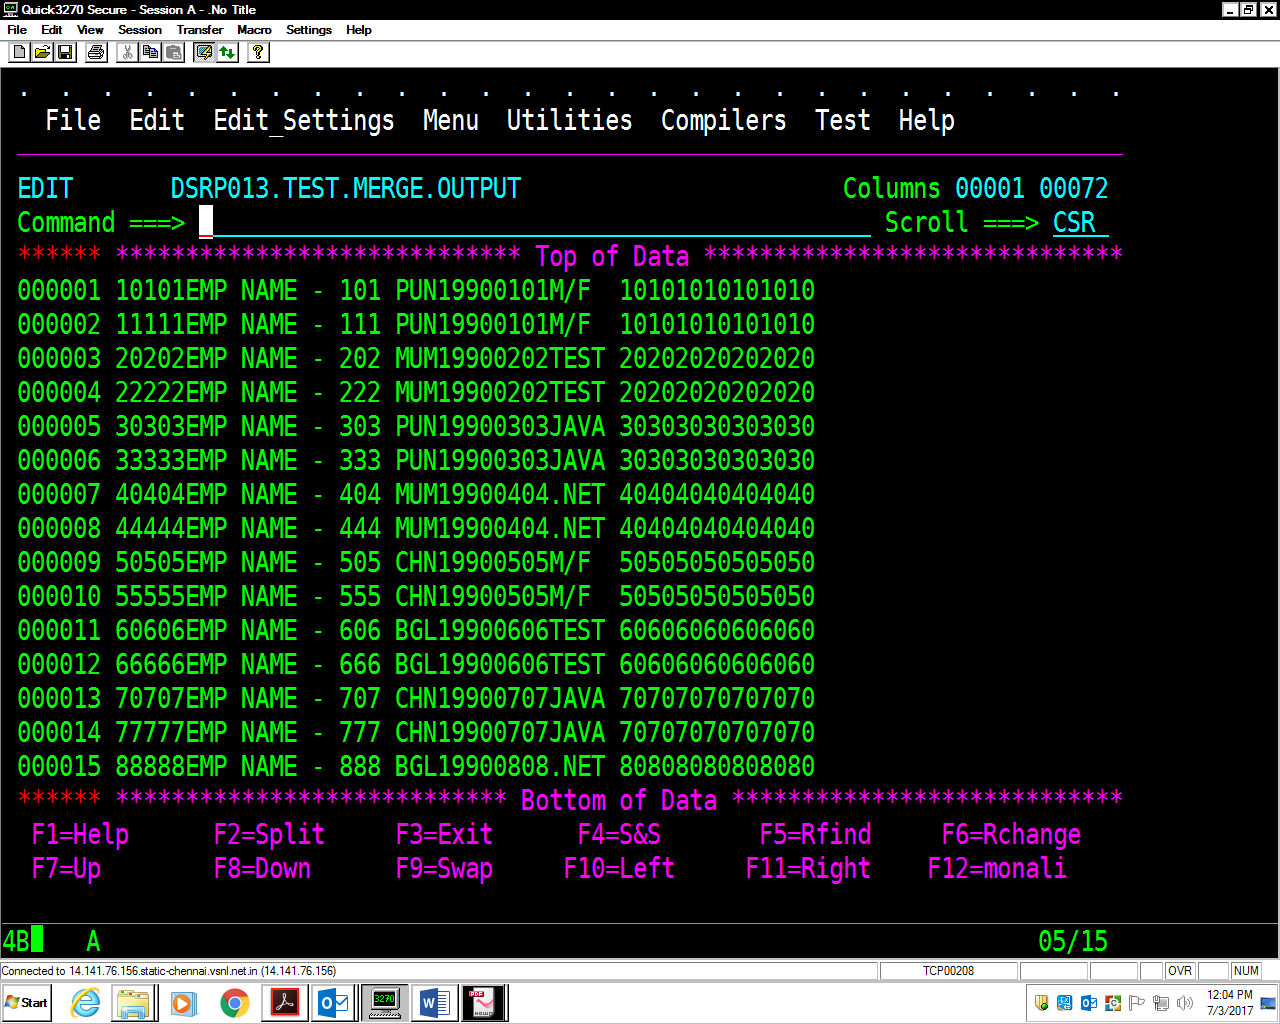 Quick3270 Secure - Session A - .No Title
File Edit View Session Transfer Macro Settings Help
. . . . . . . . . . . . . . . . . . . . . . . . . . .
File Edit Edit_Settings Menu Utilities Compilers Test Help
EDIT DSRP013.TEST.MERGE.OUTPUT Columns 00001 00072
Command ===> Scroll ===> CSR
****** ***************************** Top of Data ******************************
000001 10101EMP NAME - 101 PUN19900101M/F  10101010101010
000002 11111EMP NAME - 111 PUN19900101M/F  10101010101010
000003 20202EMP NAME - 202 MUM19900202TEST 20202020202020
000004 22222EMP NAME - 222 MUM19900202TEST 20202020202020
000005 30303EMP NAME - 303 PUN19900303JAVA 30303030303030
000006 33333EMP NAME - 333 PUN19900303JAVA 30303030303030
000007 40404EMP NAME - 404 MUM19900404.NET 40404040404040
000008 44444EMP NAME - 444 MUM19900404.NET 40404040404040
000009 50505EMP NAME - 505 CHN19900505M/F  50505050505050
000010 55555EMP NAME - 555 CHN19900505M/F  50505050505050
000011 60606EMP NAME - 606 BGL19900606TEST 60606060606060
000012 66666EMP NAME - 666 BGL19900606TEST 60606060606060
000013 70707EMP NAME - 707 CHN19900707JAVA 70707070707070
000014 77777EMP NAME - 777 CHN19900707JAVA 70707070707070
000015 88888EMP NAME - 888 BGL19900808.NET 80808080808080
****** **************************** Bottom of Data ****************************
F1=Help F2=Split F3=Exit F4=S&S F5=Rfind F6=Rchange
F7=Up F8=Down F9=Swap F10=Left F11=Right F12=monali
4B A 05/15
Connected to 14.141.76.156.static-chennai.vsnl.net.in (14.141.76.156) TCP00208 OVR NUM
Start 3270 PDF 12:04 PM
7/3/2017